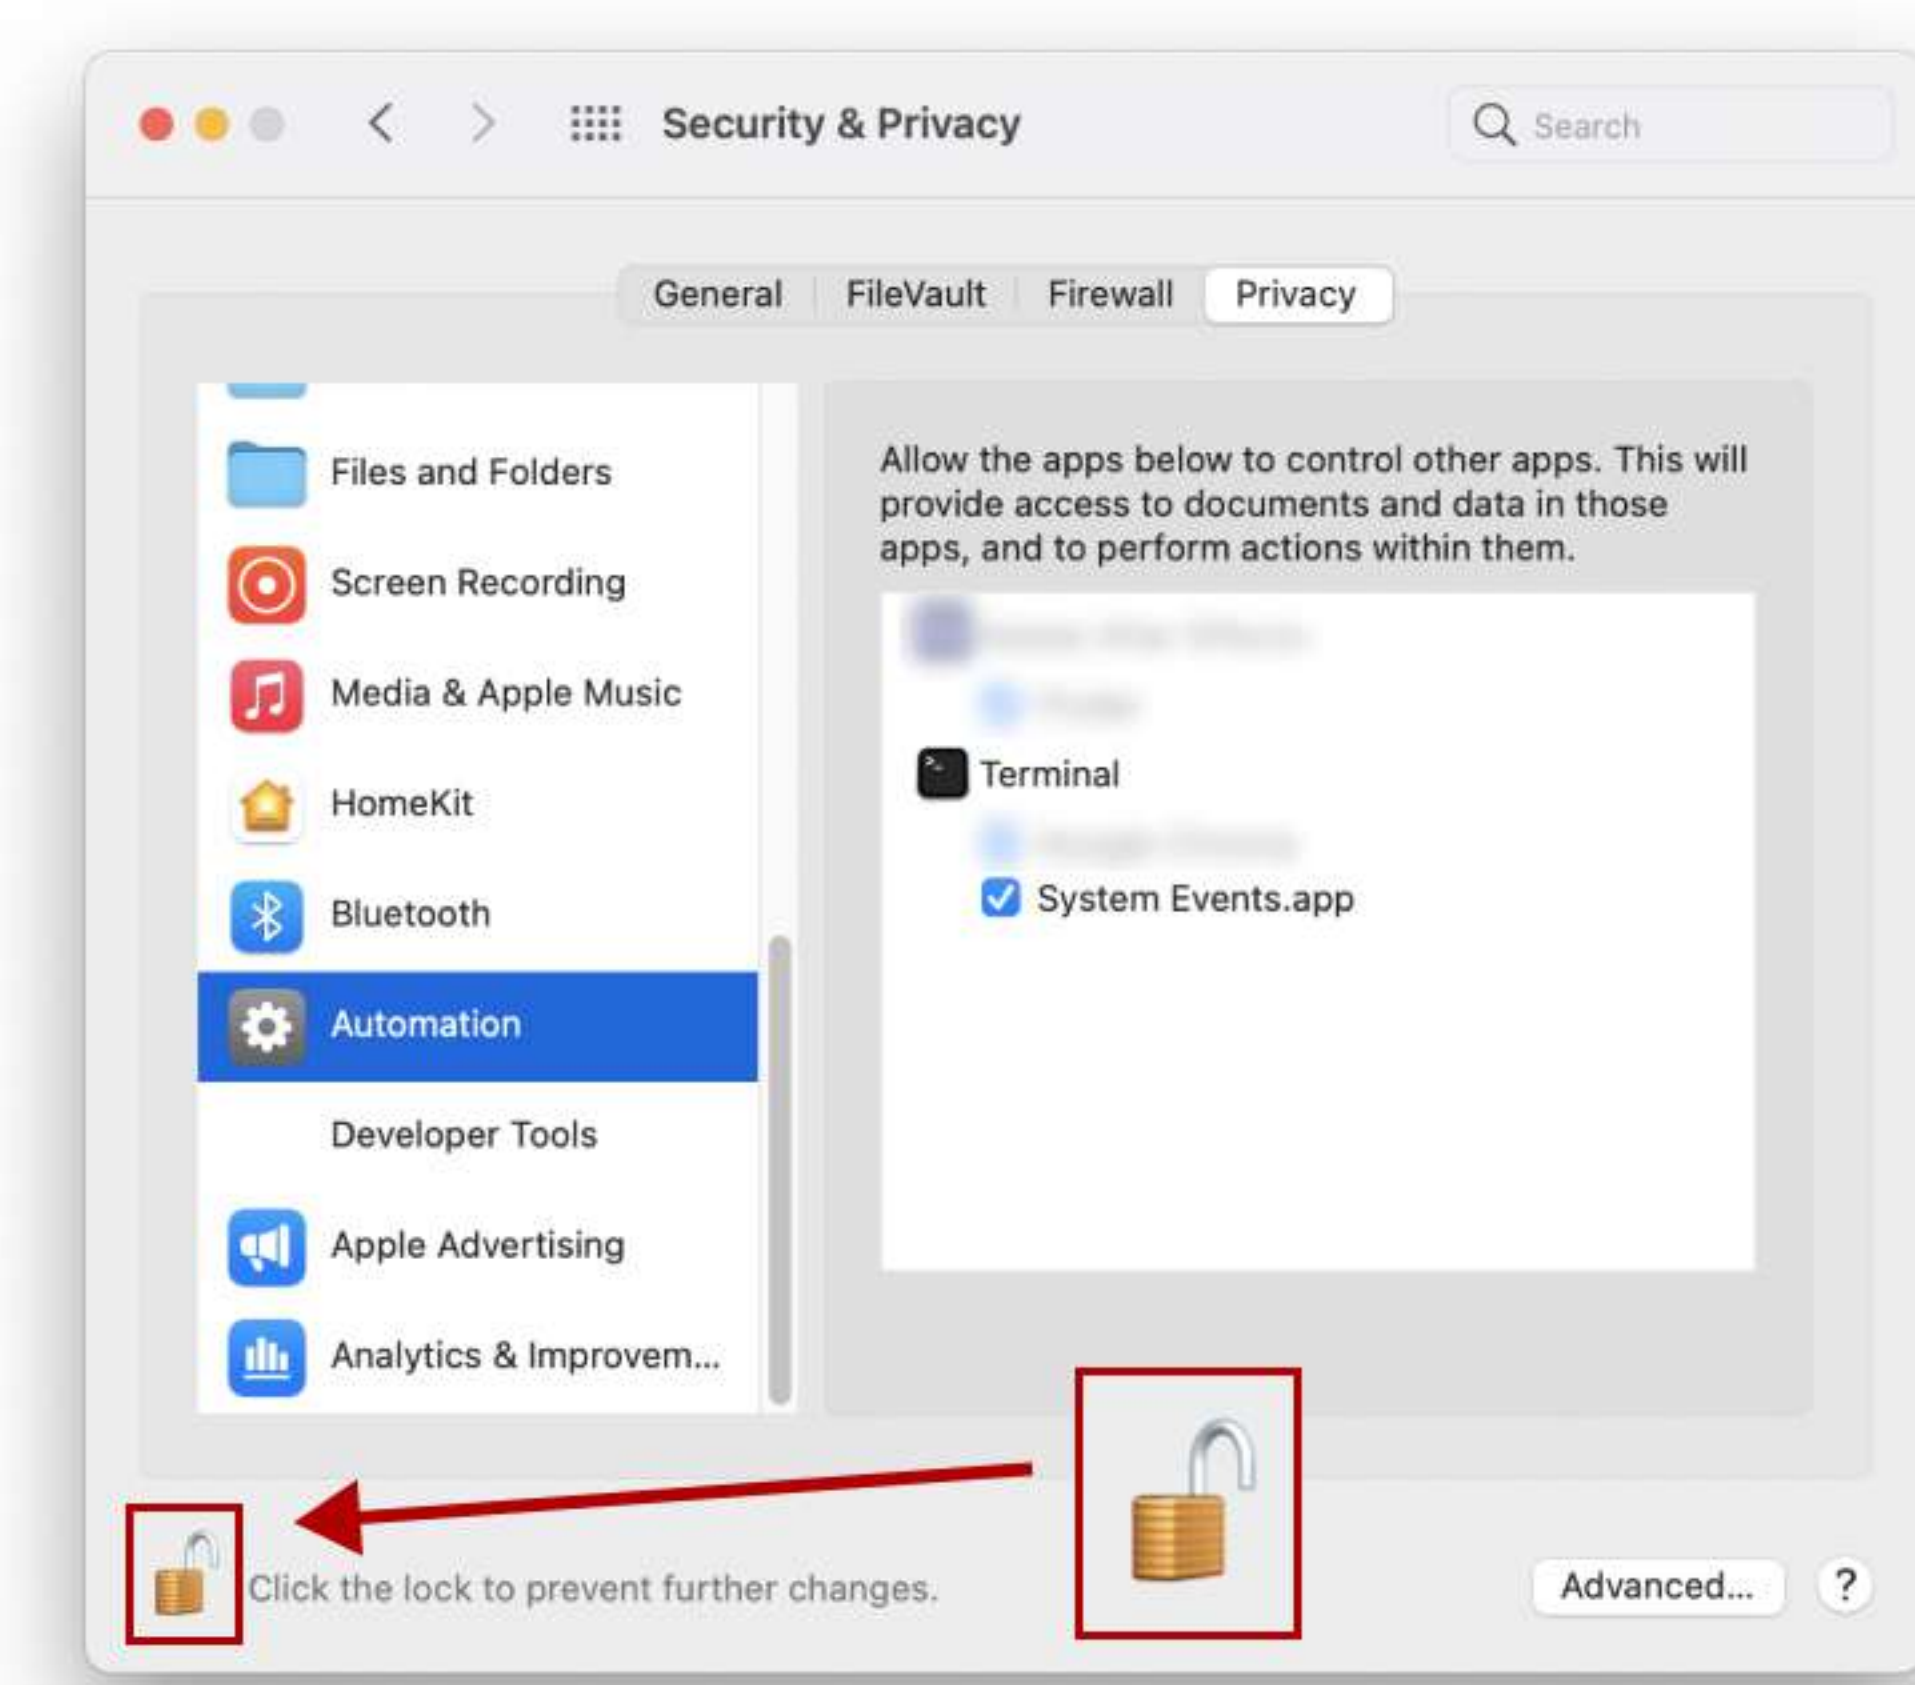 Security & Privacy
Search
General FileVault Firewall Privacy
Files and Folders
Screen Recording
Media & Apple Music
HomeKit
Bluetooth
Automation
Developer Tools
Apple Advertising
Analytics & Improvem...
Allow the apps below to control other apps. This will
provide access to documents and data in those
apps, and to perform actions within them.
Terminal
System Events.app
Click the lock to prevent further changes.
Advanced...
?